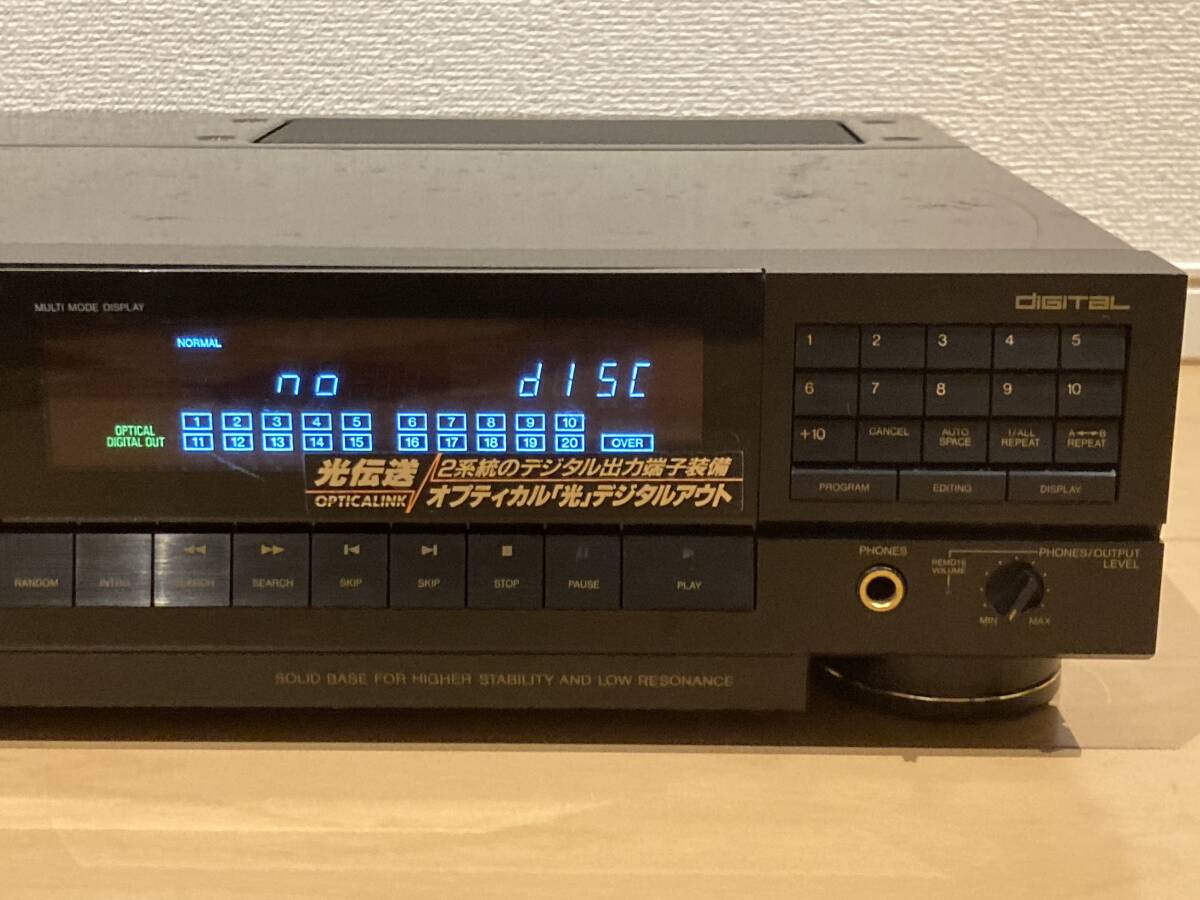 MULTI MODE DISPLAY
DIGITAL
NORMAL
no dISC
OPTICAL
DIGITAL OUT
1 2 3 4 5 6 7 8 9 10
11 12 13 14 15 16 17 18 19 20 OVER
光伝送
OPTICALINK
2系統のデジタル出力端子装備
オプティカル「光」デジタルアウト
1 2 3 4 5
6 7 8 9 10
+10 CANCEL AUTO SPACE 1/ALL REPEAT A↔B REPEAT
PROGRAM EDITING DISPLAY
RANDOM INTRO SEARCH SEARCH SKIP SKIP STOP PAUSE PLAY
PHONES
REMOTE
VOLUME
PHONES/OUTPUT
LEVEL
MIN MAX
SOLID BASE FOR HIGHER STABILITY AND LOW RESONANCE